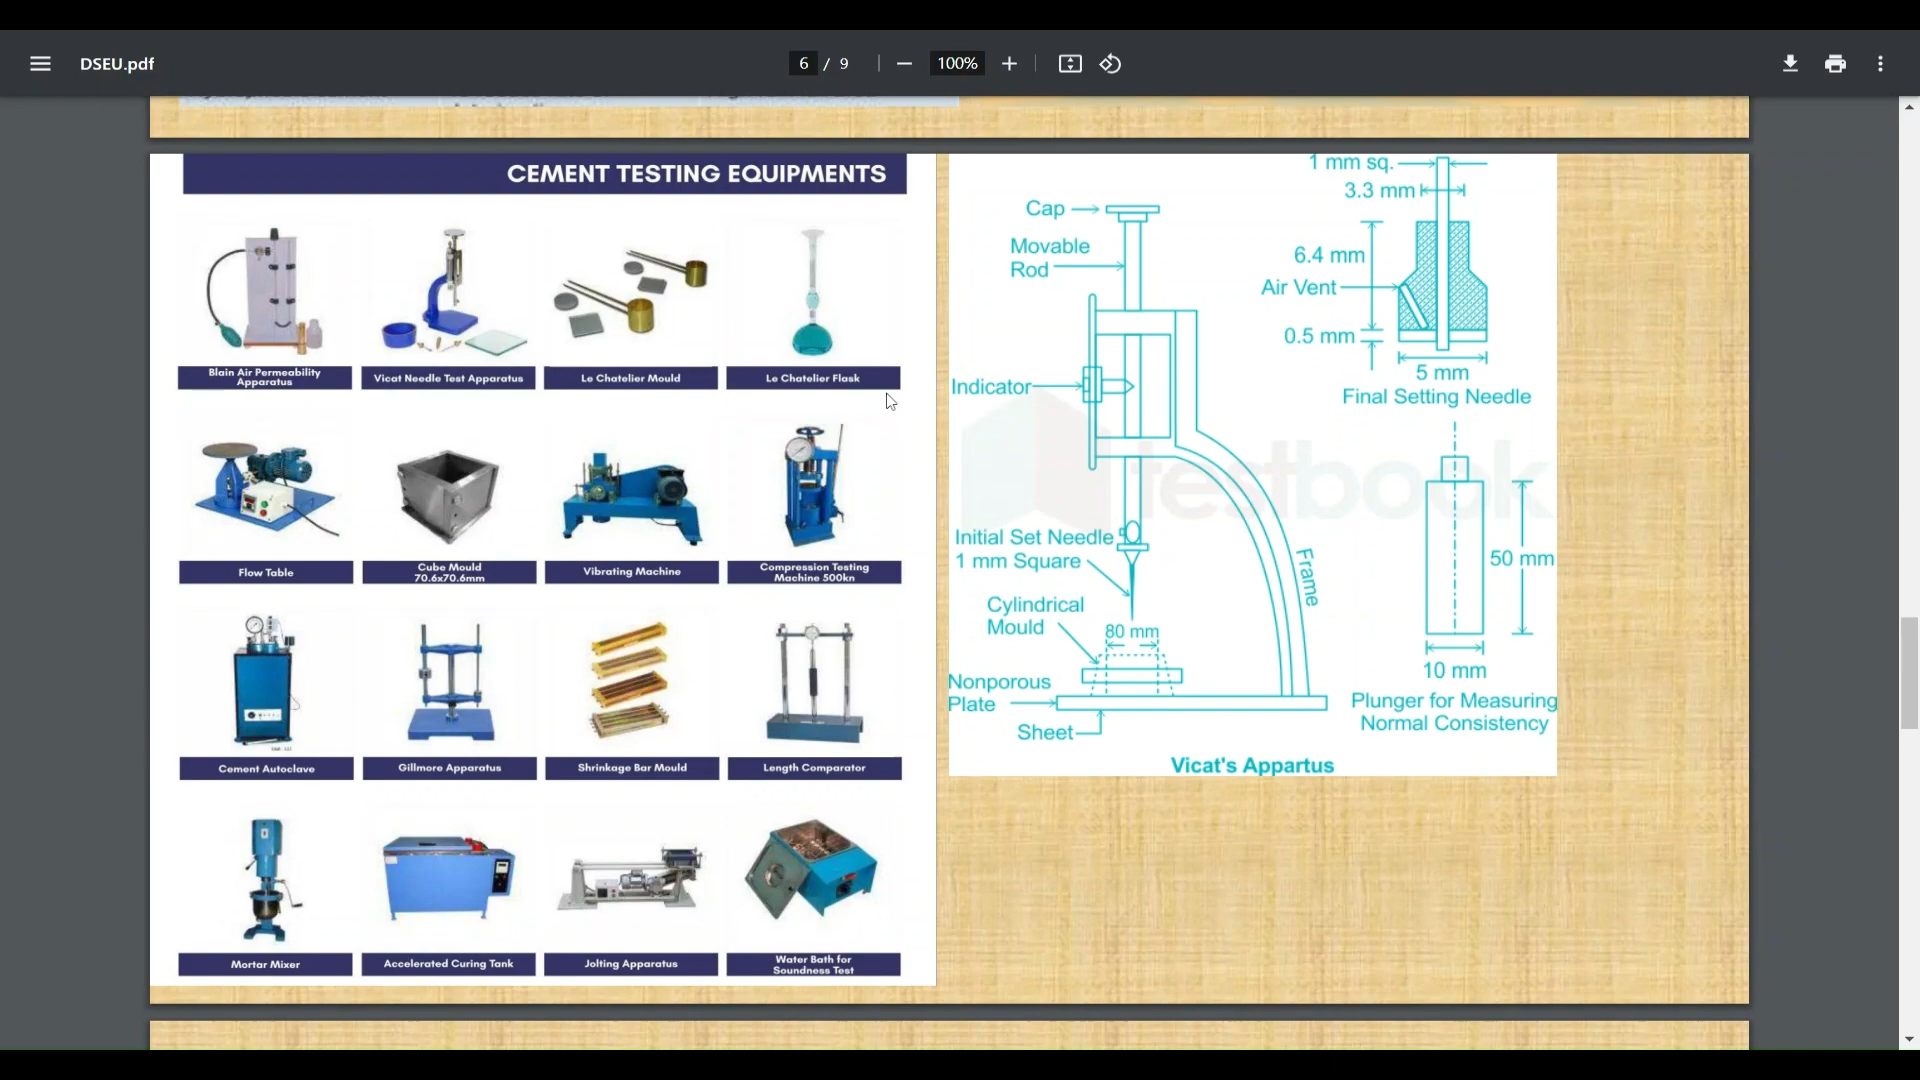 DSEU.pdf
6 / 9
100%
CEMENT TESTING EQUIPMENTS
Blain Air Permeability
Apparatus
Vicat Needle Test Apparatus
Le Chatelier Mould
Le Chatelier Flask
Flow Table
Cube Mould
70.6x70.6mm
Vibrating Machine
Compression Testing
Machine 500kn
Cement Autoclave
Gillmore Apparatus
Shrinkage Bar Mould
Length Comparator
Mortar Mixer
Accelerated Curing Tank
Jolting Apparatus
Water Bath for
Soundness Test
Cap
Movable
Rod
Indicator
Initial Set Needle
1 mm Square
Cylindrical
Mould
80 mm
Nonporous
Plate
Sheet
Frame
Vicat's Appartus
1 mm sq.
3.3 mm
6.4 mm
Air Vent
0.5 mm
5 mm
Final Setting Needle
50 mm
10 mm
Plunger for Measuring
Normal Consistency
testbook